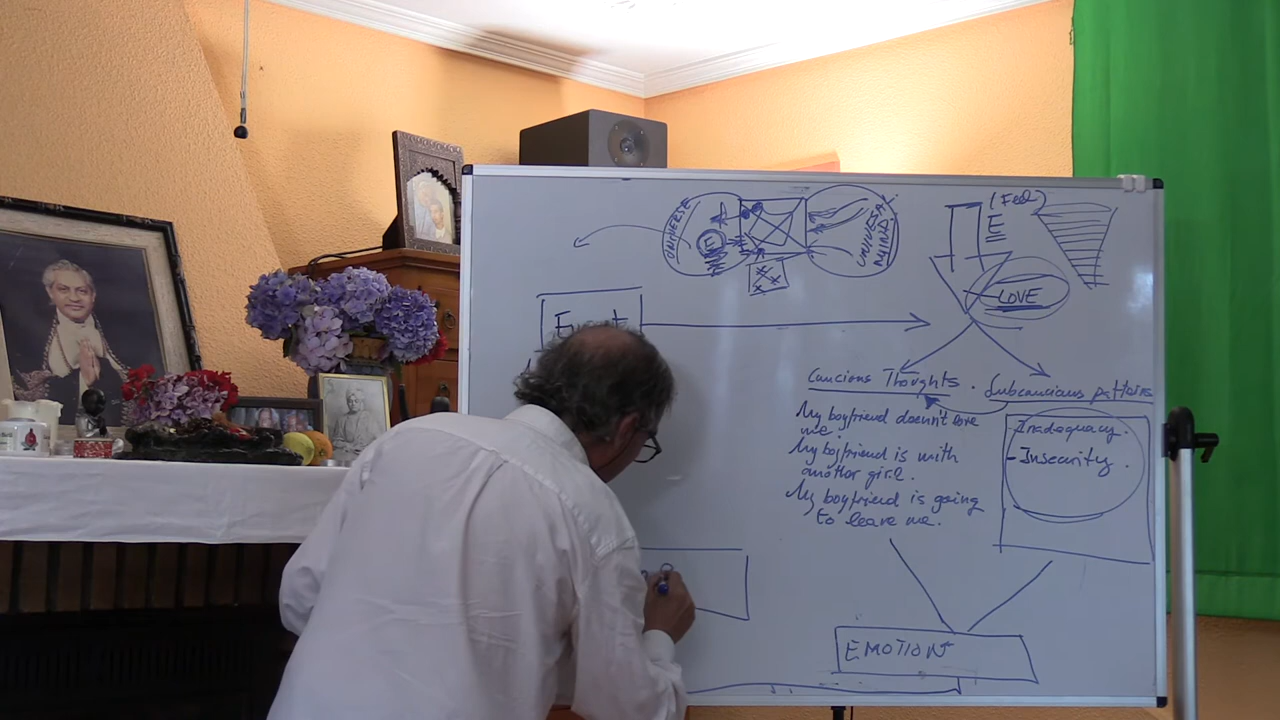 UNIVERSE
UNIVERSAL
MIND.
(Feel)
E
LOVE
Concious Thoughts.
Subconcious patterns
My boyfriend doesn't love
me.
My boyfriend is with
another girl.
My boyfriend is going
to leave me.
Inadequacy.
- Insecurity.
EMOTION